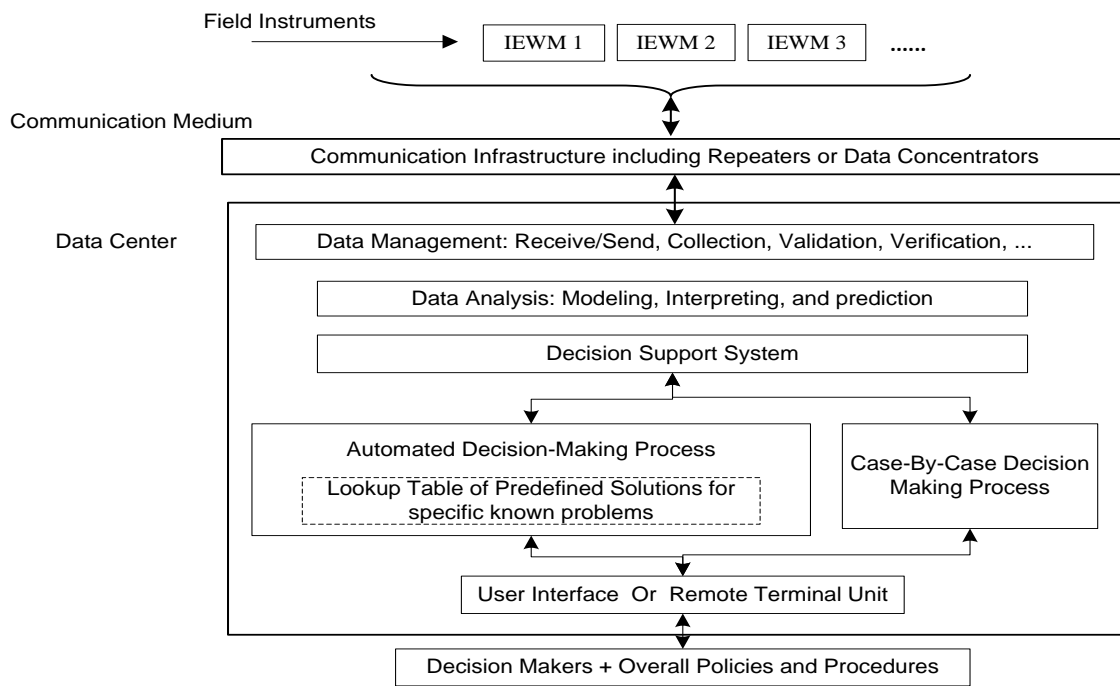 Field Instruments
IEWM 1 IEWM 2 IEWM 3 ......
Communication Medium
Communication Infrastructure including Repeaters or Data Concentrators
Data Center
Data Management: Receive/Send, Collection, Validation, Verification, ...
Data Analysis: Modeling, Interpreting, and prediction
Decision Support System
Automated Decision-Making Process
Lookup Table of Predefined Solutions for
specific known problems
Case-By-Case Decision
Making Process
User Interface Or Remote Terminal Unit
Decision Makers + Overall Policies and Procedures